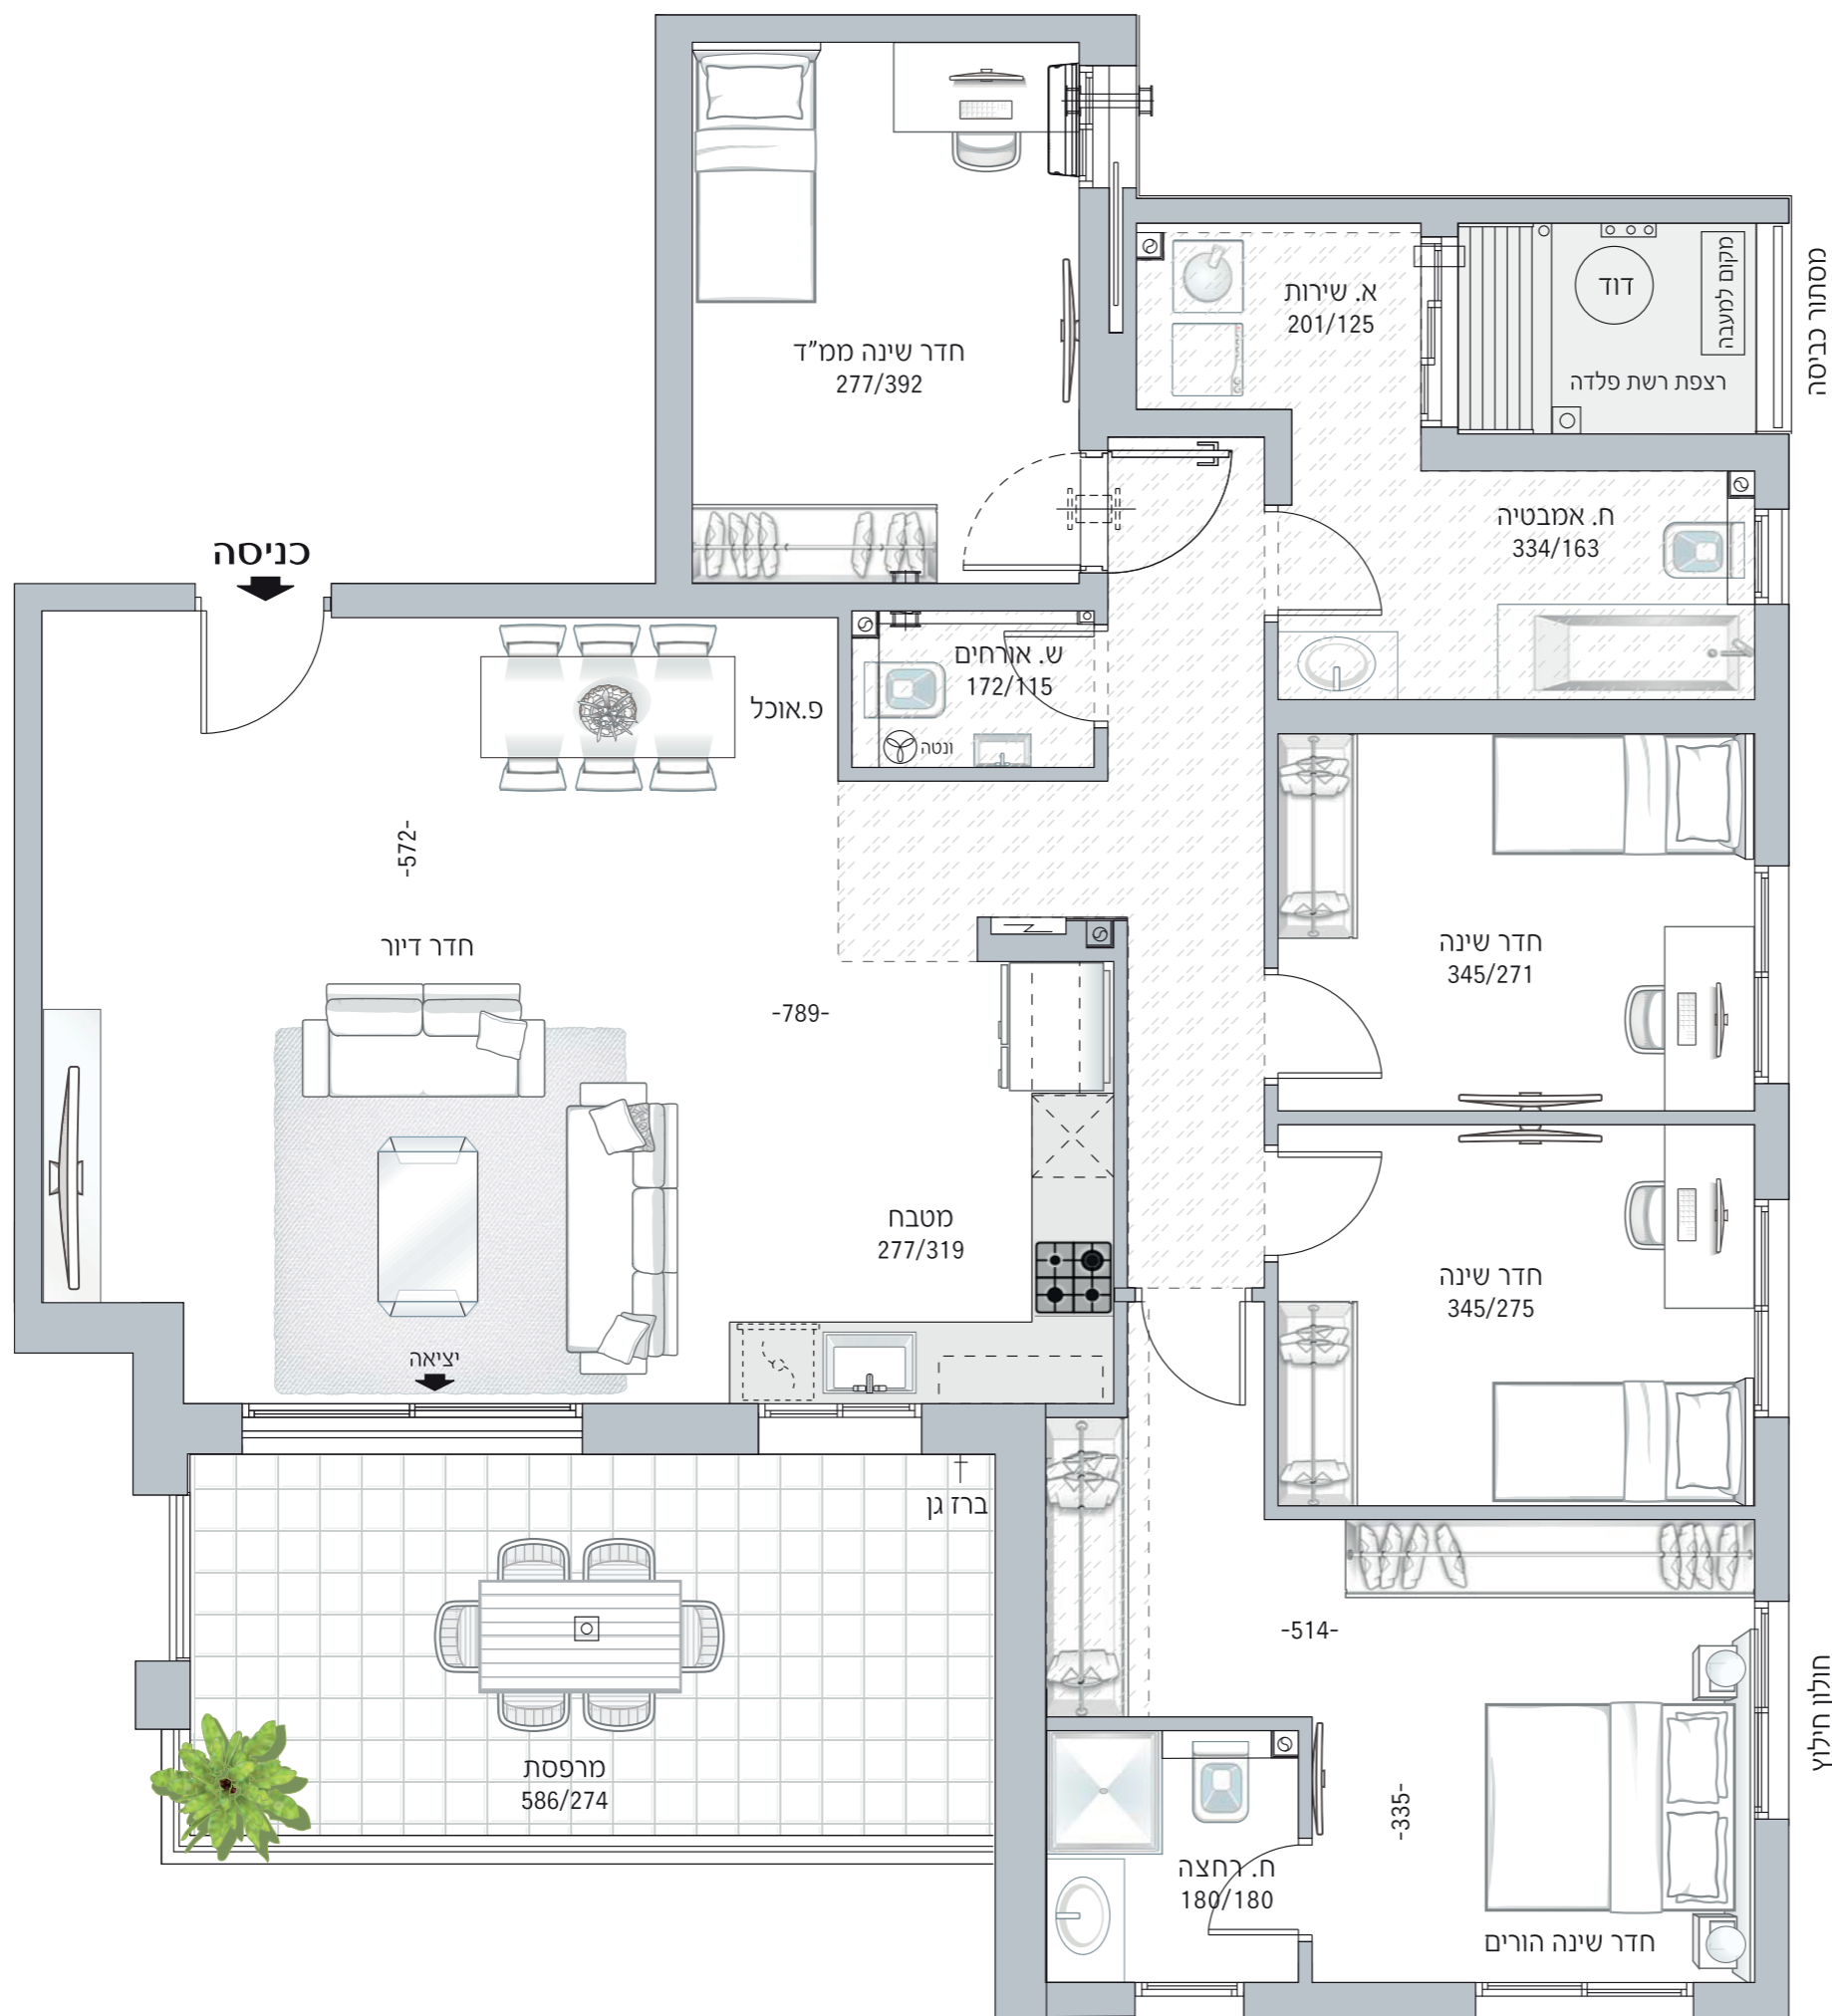 מסתור כביסה
מקום למעבה
דוד
א. שירות
201/125
רצפת רשת פלדה
חדר שינה ממ"ד
277/392
ח. אמבטיה
334/163
כניסה
ש. אורחים
172/115
פ.אוכל
ונטה
-572-
חדר דיור
חדר שינה
345/271
-789-
מטבח
277/319
חדר שינה
345/275
יציאה
ברז גן
-514-
חולון חילוץ
מרפסת
586/274
-335-
ח. רחצה
180/180
חדר שינה הורים